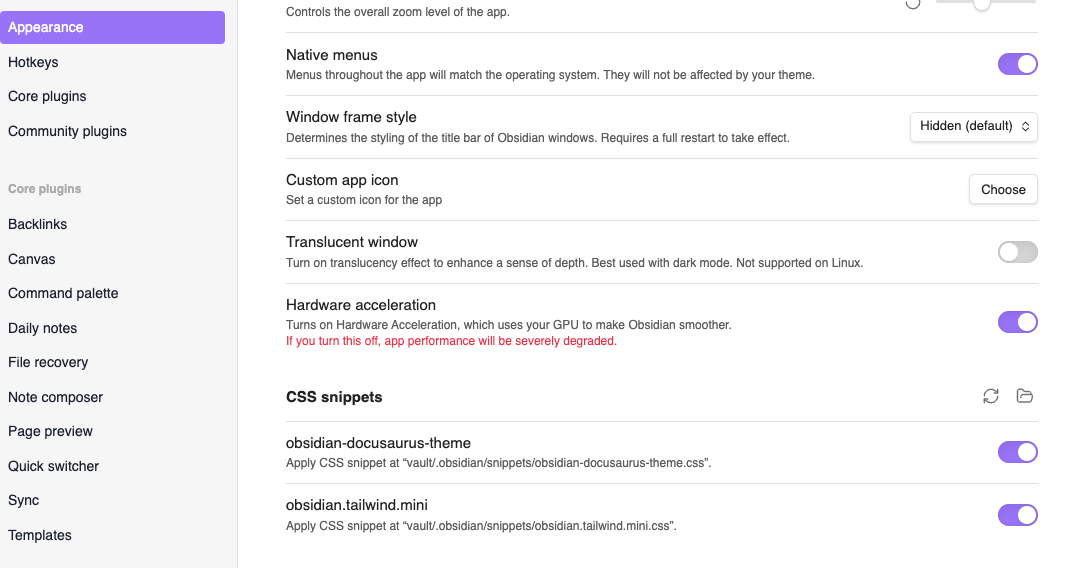 Appearance
Hotkeys
Core plugins
Community plugins
Core plugins
Backlinks
Canvas
Command palette
Daily notes
File recovery
Note composer
Page preview
Quick switcher
Sync
Templates
Controls the overall zoom level of the app.
Native menus
Menus throughout the app will match the operating system. They will not be affected by your theme.
Window frame style
Determines the styling of the title bar of Obsidian windows. Requires a full restart to take effect.
Hidden (default)
Custom app icon
Set a custom icon for the app
Choose
Translucent window
Turn on translucency effect to enhance a sense of depth. Best used with dark mode. Not supported on Linux.
Hardware acceleration
Turns on Hardware Acceleration, which uses your GPU to make Obsidian smoother.
If you turn this off, app performance will be severely degraded.
CSS snippets
obsidian-docusaurus-theme
Apply CSS snippet at “vault/.obsidian/snippets/obsidian-docusaurus-theme.css”.
obsidian.tailwind.mini
Apply CSS snippet at “vault/.obsidian/snippets/obsidian.tailwind.mini.css”.